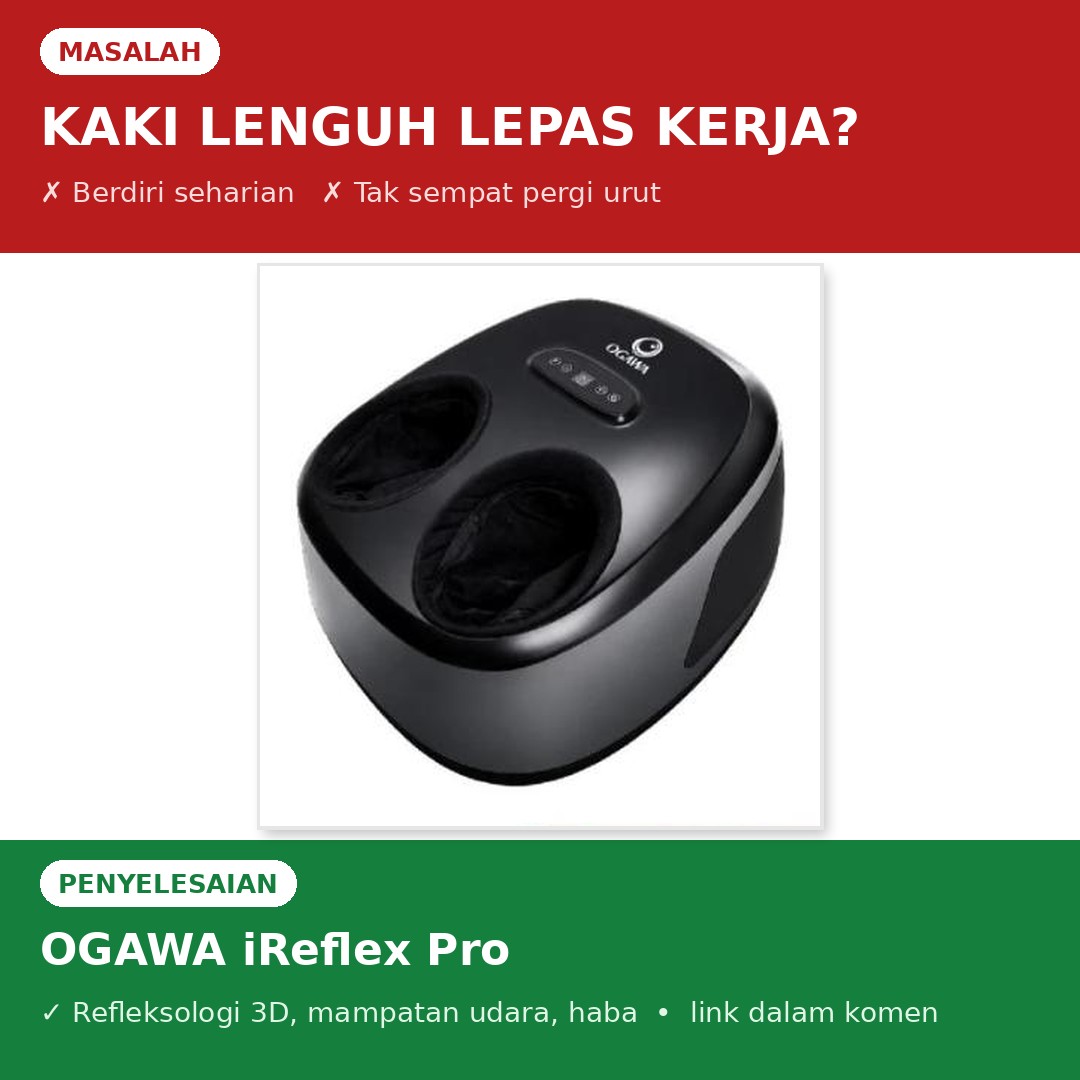 MASALAH
KAKI LENGUH LEPAS KERJA?
✗ Berdiri seharian ✗ Tak sempat pergi urut
OGAWA
PENYELESAIAN
OGAWA iReflex Pro
✓ Refleksologi 3D, mampatan udara, haba • link dalam komen